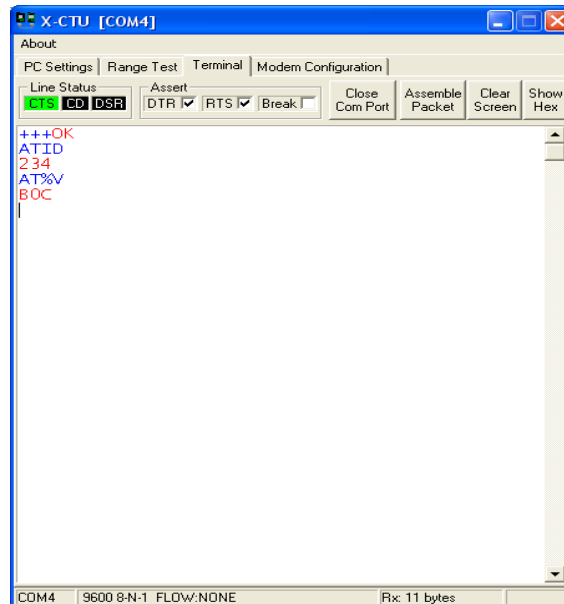 X-CTU [COM4]
About
PC Settings Range Test Terminal Modem Configuration
Line Status
CTS CD DSR
Assert
DTR RTS Break
Close Com Port
Assemble Packet
Clear Screen
Show Hex
+++OK
ATID
234
AT%V
B0C
COM4 9600 8-N-1 FLOW:NONE Rx: 11 bytes